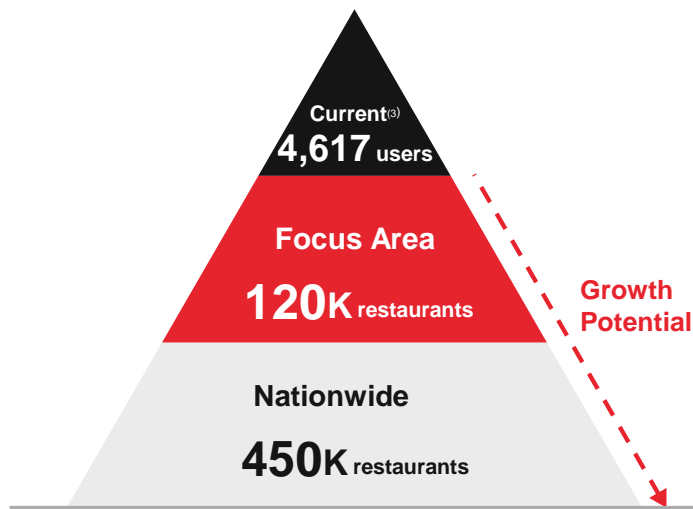 Current(3)
4,617 users
Focus Area
120K restaurants
Growth
Potential
Nationwide
450K restaurants